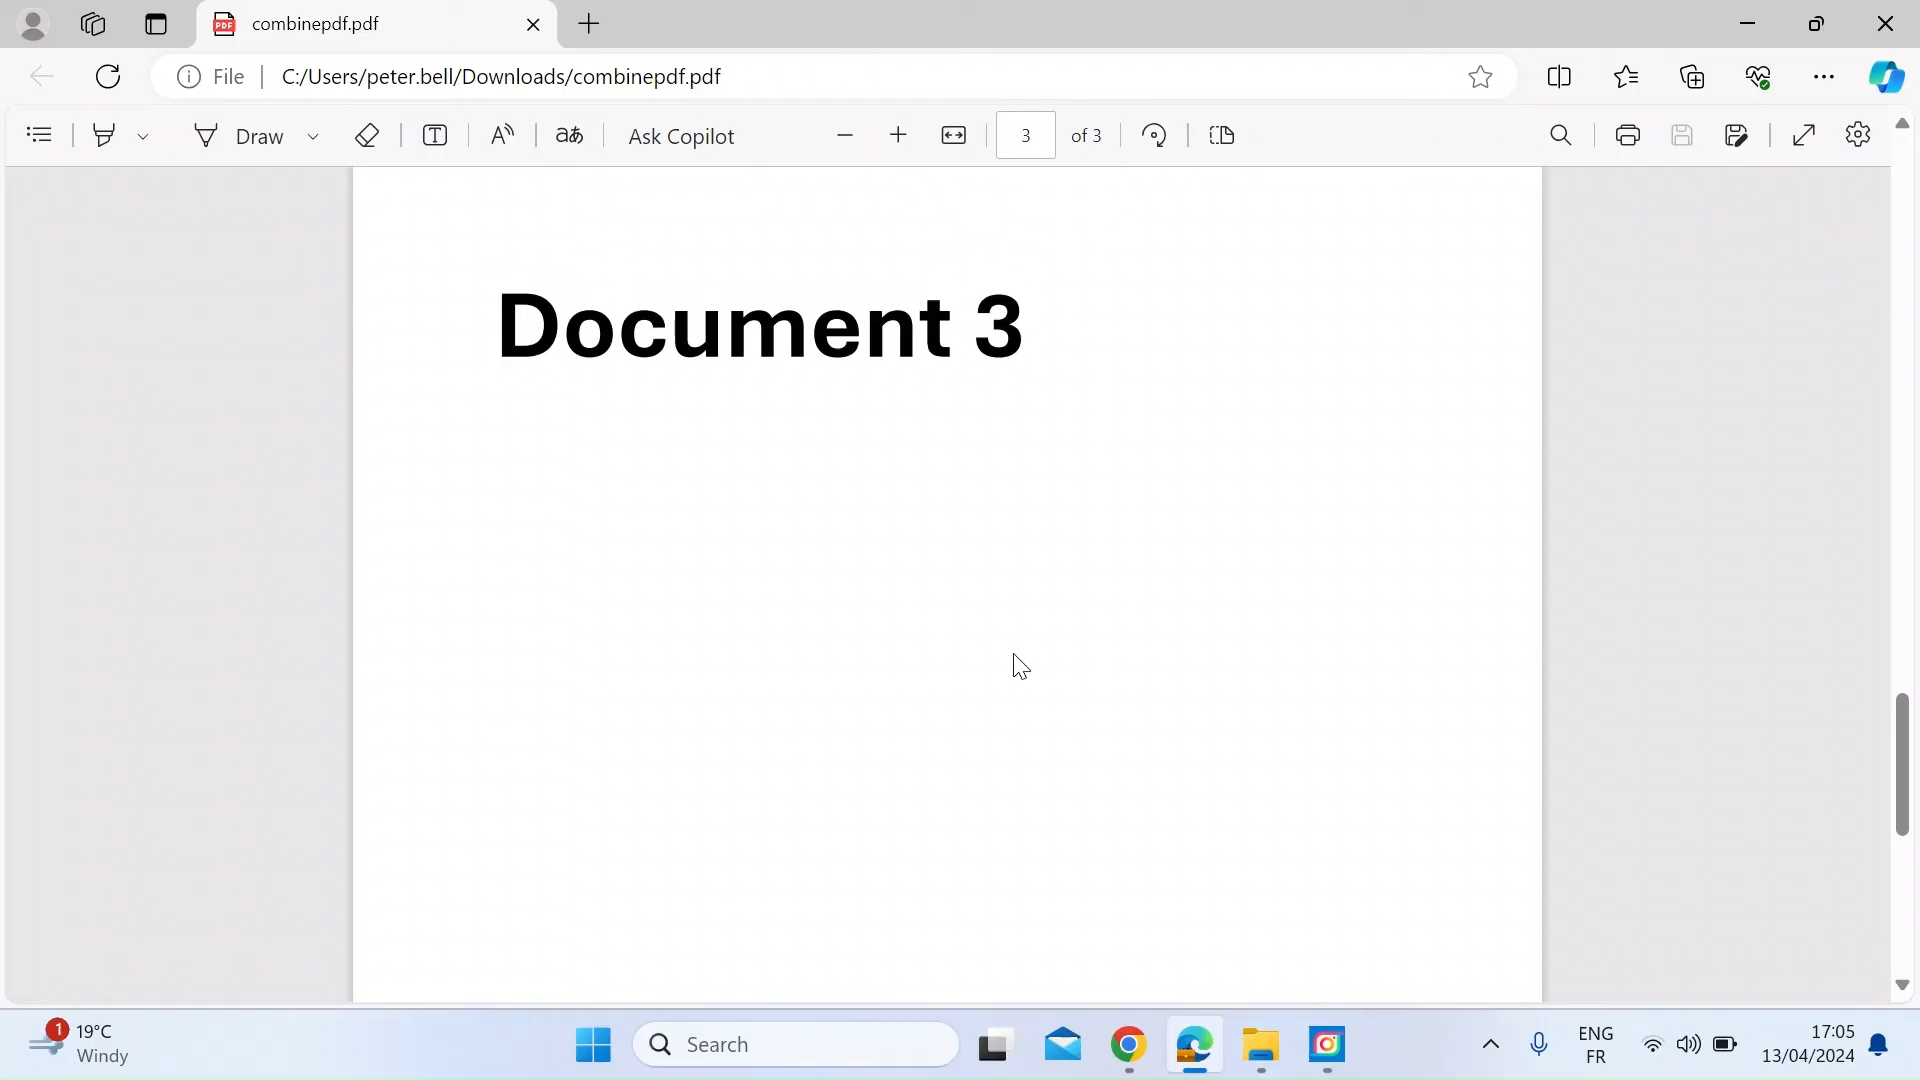 combinepdf.pdf
File
C:/Users/peter.bell/Downloads/combinepdf.pdf
Draw
Ask Copilot
3 of 3
Document 3
1
19°C
Windy
Search
ENG
FR
17:05
13/04/2024